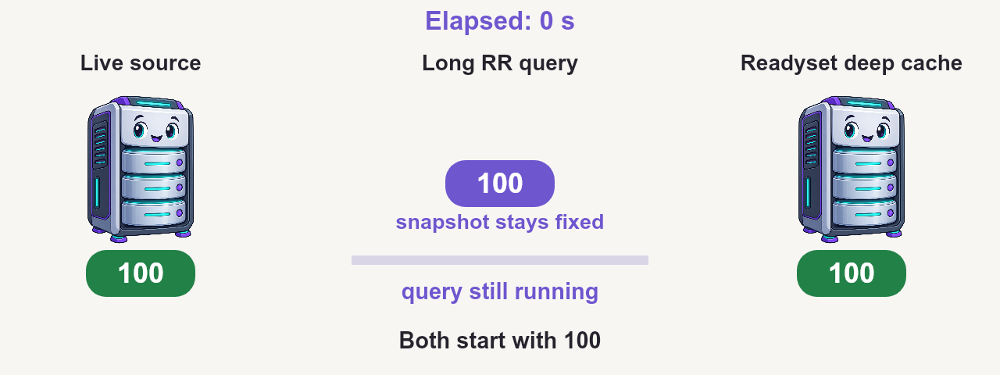 Elapsed: 0 s
Live source
Long RR query
Readyset deep cache
100
snapshot stays fixed
100
100
query still running
Both start with 100